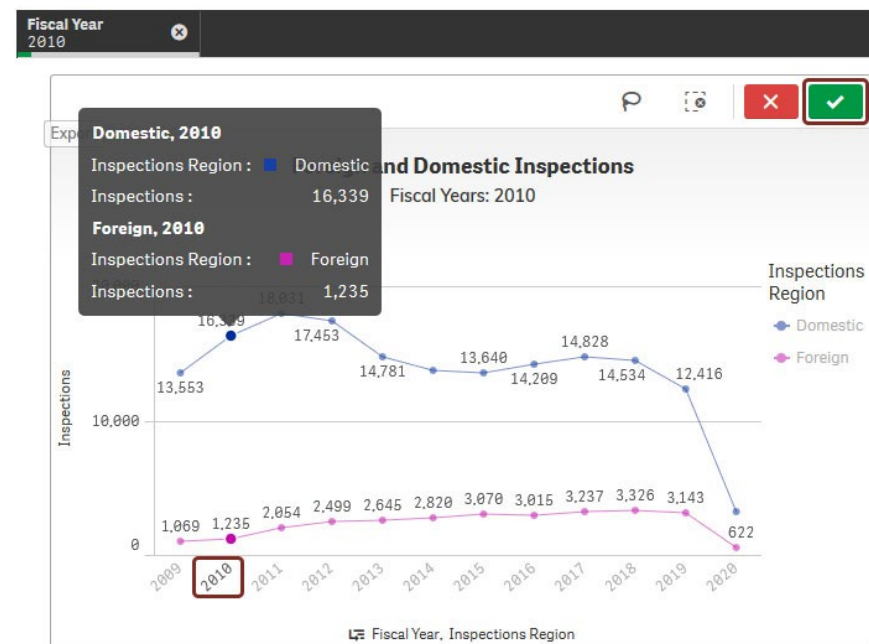 Fiscal Year
2010
Domestic, 2010
Inspections Region : Domestic
Inspections : 16,339
Foreign, 2010
Inspections Region : Foreign
Inspections : 1,235
and Domestic Inspections
Fiscal Years: 2010
Inspections
Region
Domestic
Foreign
Inspections
10,000
0
13,553
16,339
18,031
17,453
14,781
13,640
14,209
14,828
14,534
12,416
1,069
1,235
2,054
2,499
2,645
2,820
3,070
3,015
3,237
3,326
3,143
622
2009
2010
2011
2012
2013
2014
2015
2016
2017
2018
2019
2020
Fiscal Year, Inspections Region